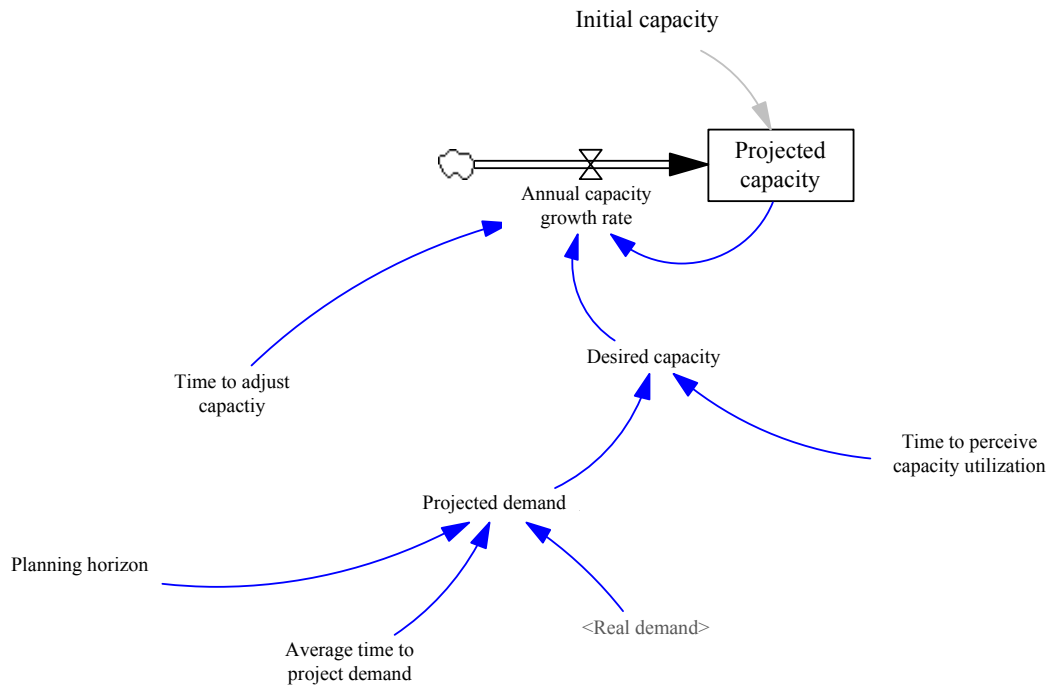 Initial capacity
Projected
capacity
Annual capacity
growth rate
Desired capacity
Time to adjust
capactiy
Time to perceive
capacity utilization
Projected demand
Planning horizon
<Real demand>
Average time to
project demand